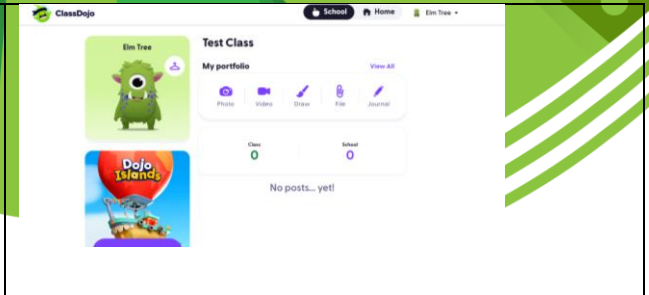 ClassDojo
School Home Elm Tree
Elm Tree
Test Class
My portfolio View All
Photo Video Draw File Journal
Class School
0 0
No posts... yet!
Dojo
Islands